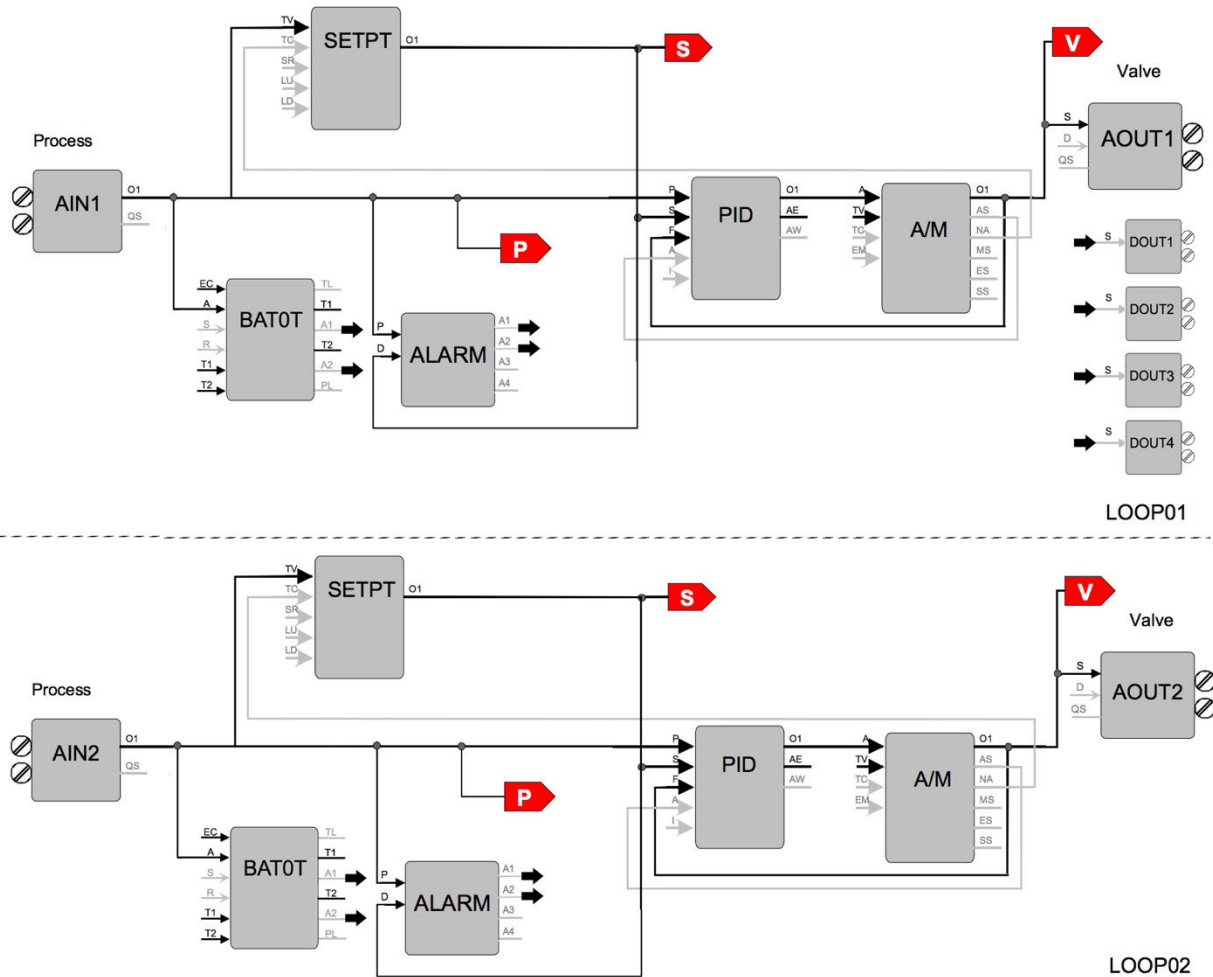 TV
TC
SR
LU
LD
SETPT
O1
S
V
Valve
S
D
QS
AOUT1
Process
AIN1
O1
QS
P
P
S
F
A
I
PID
O1
AE
AW
A
TV
TC
EM
A/M
O1
AS
NA
MS
ES
SS
EC
A
S
R
T1
T2
BAT0T
TL
T1
A1
T2
A2
PL
P
D
ALARM
A1
A2
A3
A4
S
DOUT1
S
DOUT2
S
DOUT3
S
DOUT4
LOOP01
TV
TC
SR
LU
LD
SETPT
O1
S
V
Valve
S
D
QS
AOUT2
Process
AIN2
O1
QS
P
P
S
F
A
I
PID
O1
AE
AW
A
TV
TC
EM
A/M
O1
AS
NA
MS
ES
SS
EC
A
S
R
T1
T2
BAT0T
TL
T1
A1
T2
A2
PL
P
D
ALARM
A1
A2
A3
A4
LOOP02